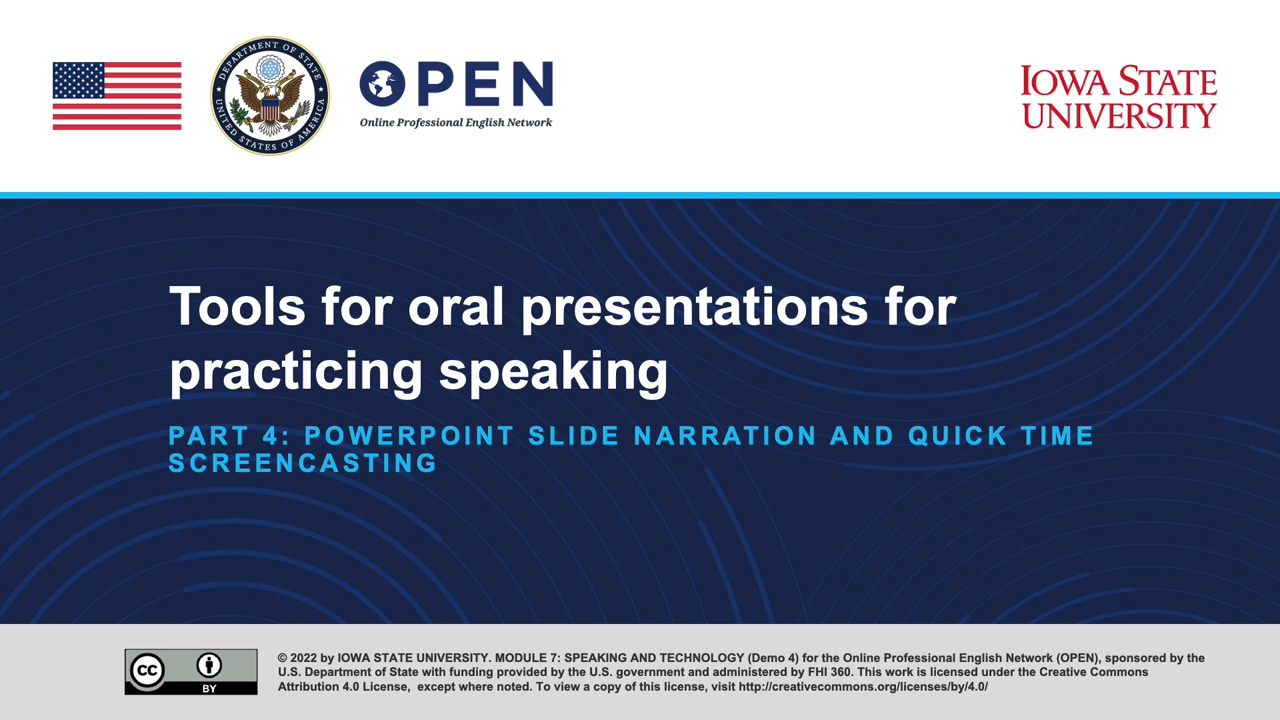 DEPARTMENT OF STATE
UNITED STATES OF AMERICA
OPEN
Online Professional English Network
IOWA STATE
UNIVERSITY
Tools for oral presentations for
practicing speaking
PART 4: POWERPOINT SLIDE NARRATION AND QUICK TIME
SCREENCASTING
CC
BY
© 2022 by IOWA STATE UNIVERSITY. MODULE 7: SPEAKING AND TECHNOLOGY (Demo 4) for the Online Professional English Network (OPEN), sponsored by the
U.S. Department of State with funding provided by the U.S. government and administered by FHI 360. This work is licensed under the Creative Commons
Attribution 4.0 License,  except where noted. To view a copy of this license, visit http://creativecommons.org/licenses/by/4.0/